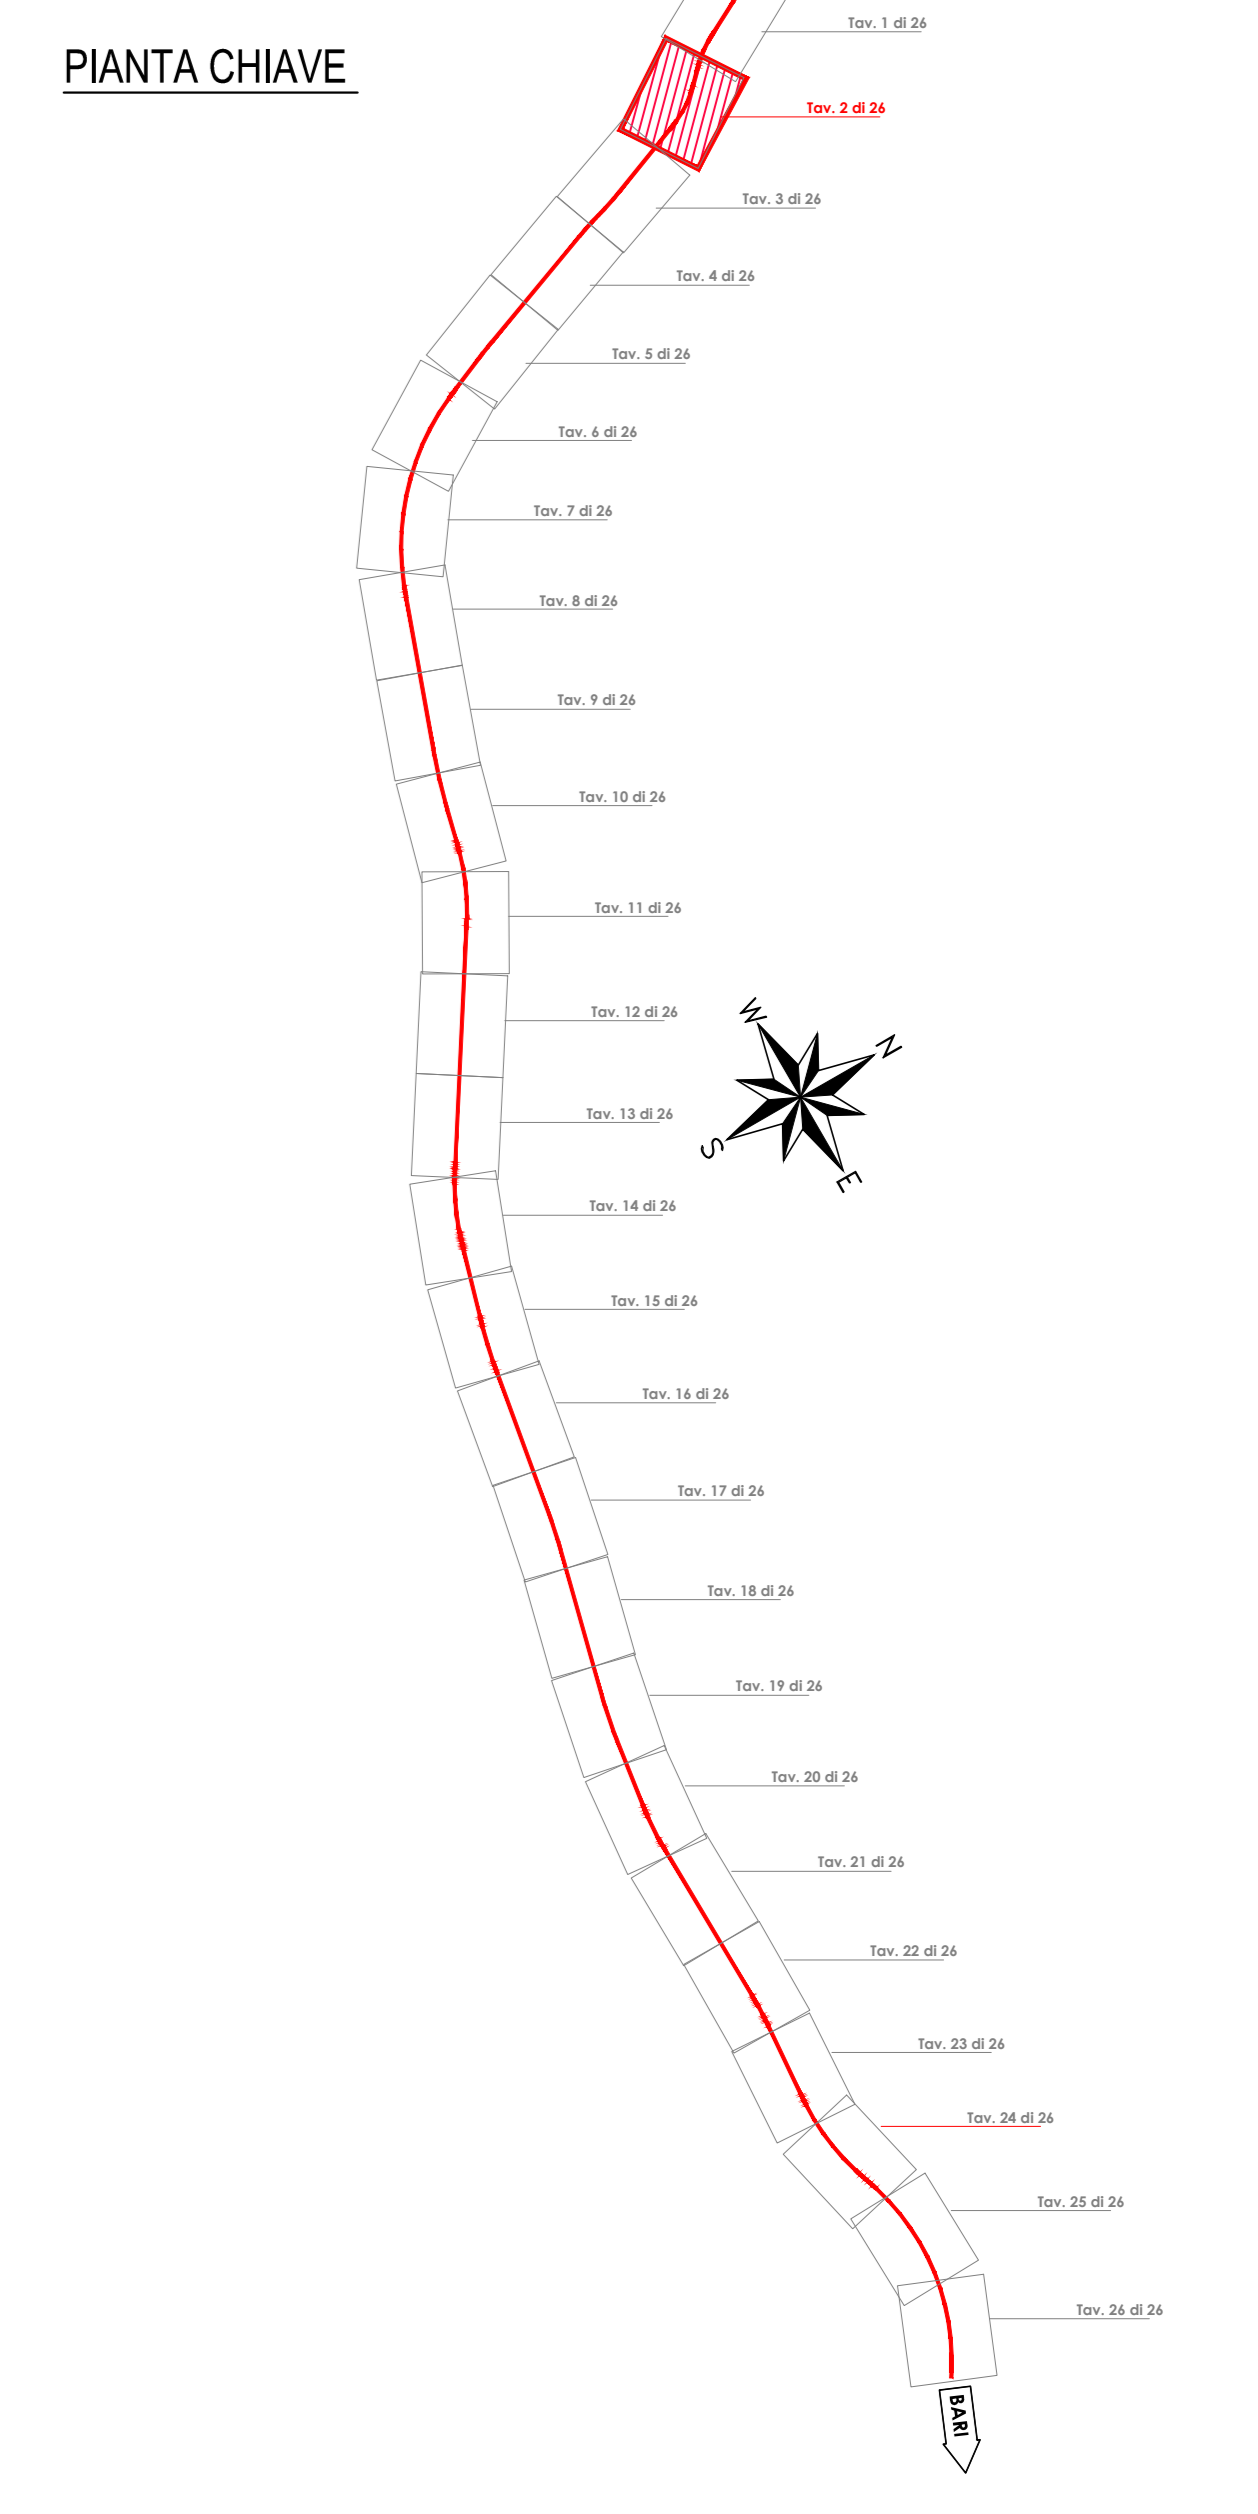 PIANTA CHIAVE
Tav. 1 di 26
Tav. 2 di 26
Tav. 3 di 26
Tav. 4 di 26
Tav. 5 di 26
Tav. 6 di 26
Tav. 7 di 26
Tav. 8 di 26
Tav. 9 di 26
Tav. 10 di 26
Tav. 11 di 26
W
N
Tav. 12 di 26
Tav. 13 di 26
S
E
Tav. 14 di 26
Tav. 15 di 26
Tav. 16 di 26
Tav. 17 di 26
Tav. 18 di 26
Tav. 19 di 26
Tav. 20 di 26
Tav. 21 di 26
Tav. 22 di 26
Tav. 23 di 26
Tav. 24 di 26
Tav. 25 di 26
Tav. 26 di 26
BARI